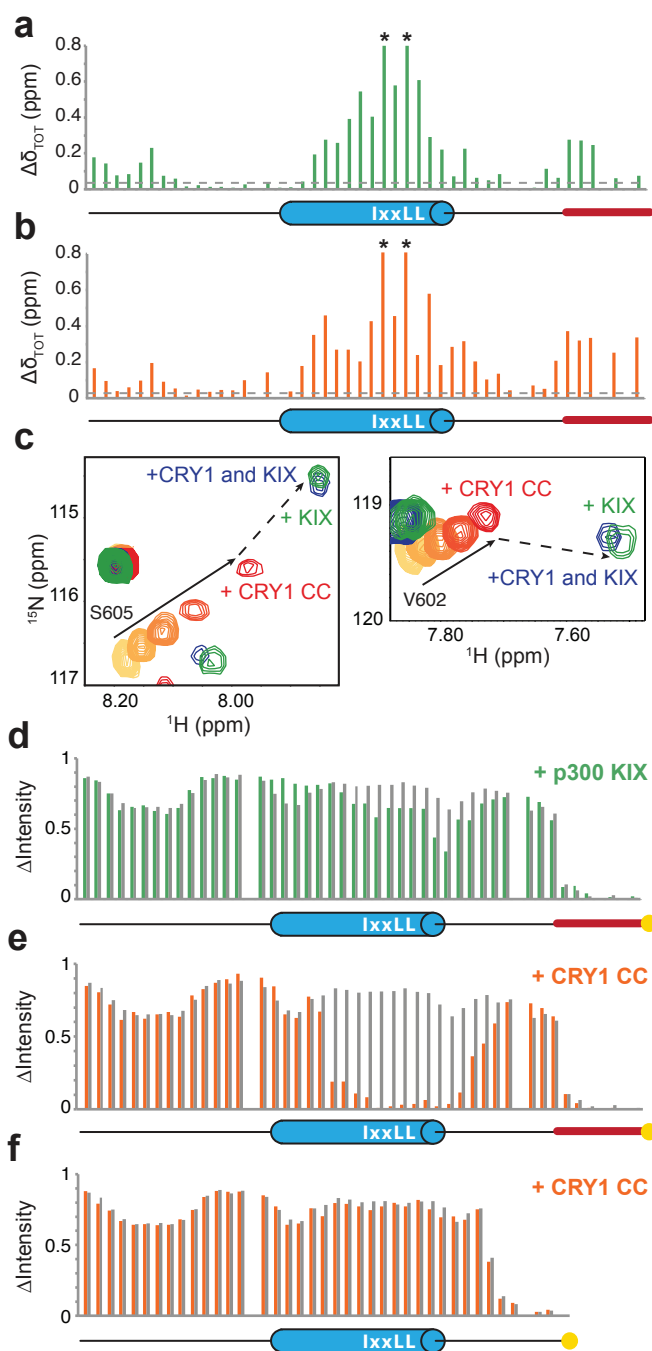 a
* *
0.8
0.6
0.4
0.2
0
ΔδTOT (ppm)
IxxLL
b
* *
0.8
0.6
0.4
0.2
0
ΔδTOT (ppm)
IxxLL
c
+CRY1 and KIX
+ KIX
+ CRY1 CC
S605
115
116
117
15N (ppm)
8.20
8.00
1H (ppm)
+ CRY1 CC
+ KIX
+CRY1 and KIX
V602
119
120
7.80
7.60
1H (ppm)
d
+ p300 KIX
1
0.5
0
ΔIntensity
IxxLL
e
+ CRY1 CC
1
0.5
0
ΔIntensity
IxxLL
f
+ CRY1 CC
1
0.5
0
ΔIntensity
IxxLL